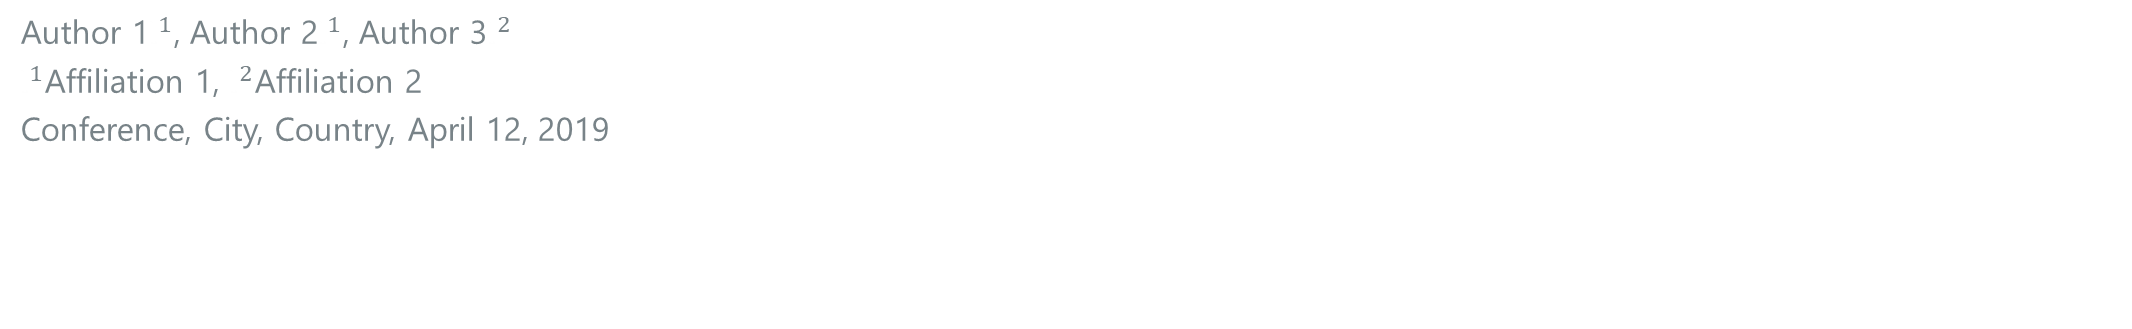 Author 1 ¹, Author 2 ¹, Author 3 ²
¹Affiliation 1, ²Affiliation 2
Conference, City, Country, April 12, 2019